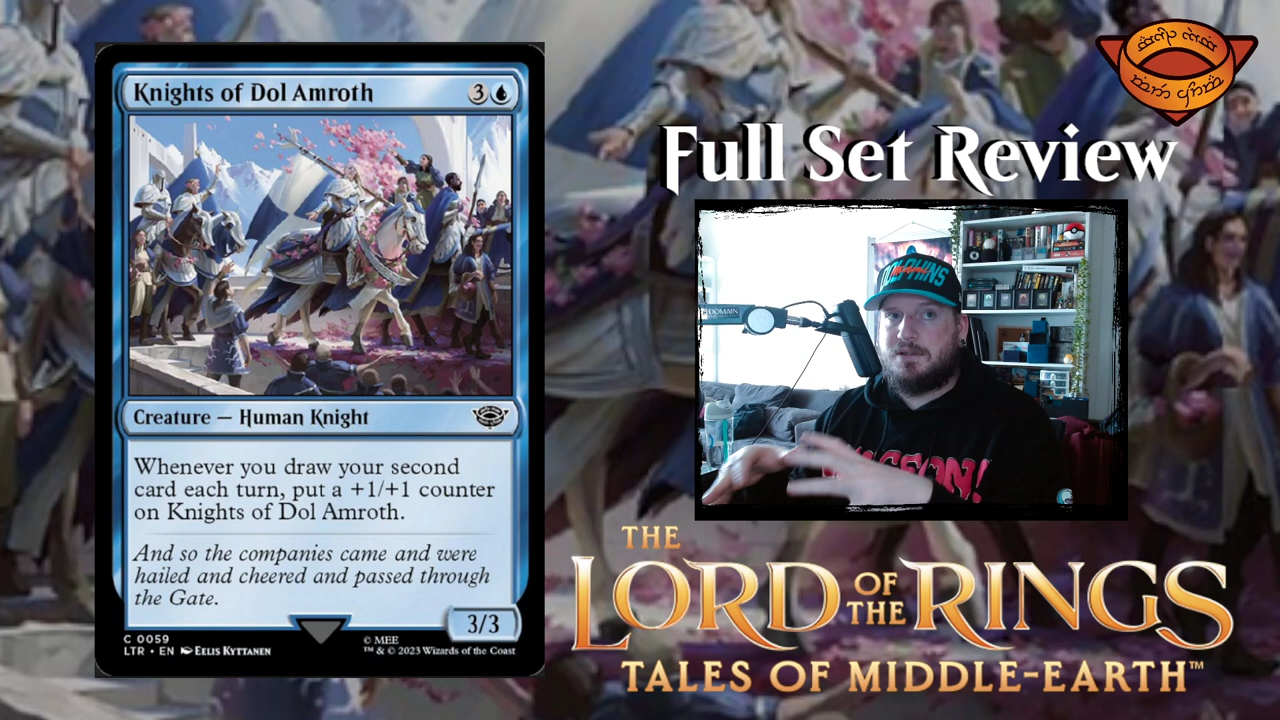 Knights of Dol Amroth
3
Creature — Human Knight
Whenever you draw your second
card each turn, put a +1/+1 counter
on Knights of Dol Amroth.
And so the companies came and were
hailed and cheered and passed through
the Gate.
3/3
C 0059
LTR • EN EELIS KYTTANEN
© MEE
™ & © 2023 Wizards of the Coast
Full Set Review
DOLPHINS
DOMAIN
THE
LORD OF THE RINGS
TALES OF MIDDLE-EARTH™